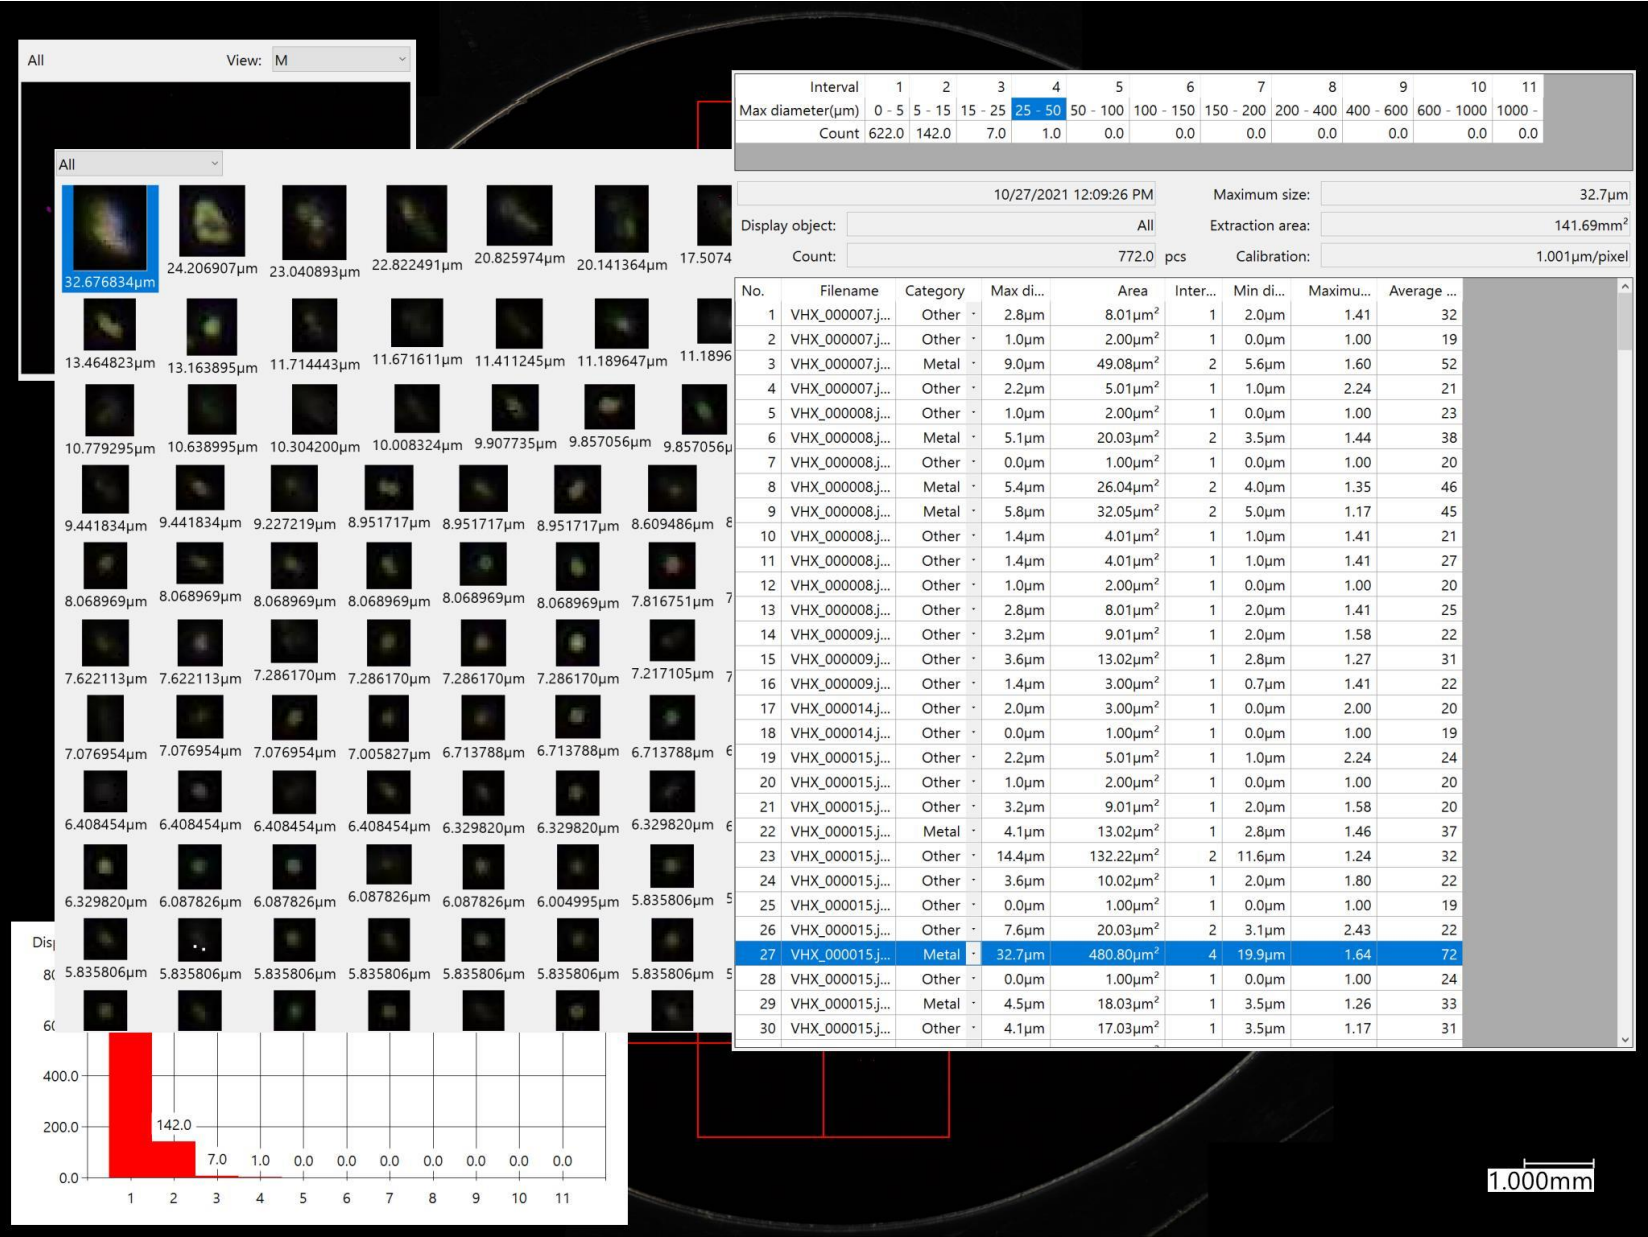 All View: M
All
32.676834µm 24.206907µm 23.040893µm 22.822491µm 20.825974µm 20.141364µm 17.5074
13.464823µm 13.163895µm 11.714443µm 11.671611µm 11.411245µm 11.189647µm 11.1896
10.779295µm 10.638995µm 10.304200µm 10.008324µm 9.907735µm 9.857056µm 9.857056µ
9.441834µm 9.441834µm 9.227219µm 8.951717µm 8.951717µm 8.951717µm 8.609486µm
8.068969µm 8.068969µm 8.068969µm 8.068969µm 8.068969µm 8.068969µm 7.816751µm
7.622113µm 7.622113µm 7.286170µm 7.286170µm 7.286170µm 7.286170µm 7.217105µm
7.076954µm 7.076954µm 7.076954µm 7.005827µm 6.713788µm 6.713788µm 6.713788µm
6.408454µm 6.408454µm 6.408454µm 6.408454µm 6.329820µm 6.329820µm 6.329820µm
6.329820µm 6.087826µm 6.087826µm 6.087826µm 6.087826µm 6.004995µm 5.835806µm
5.835806µm 5.835806µm 5.835806µm 5.835806µm 5.835806µm 5.835806µm 5.835806µm
Interval 1 2 3 4 5 6 7 8 9 10 11
Max diameter(µm) 0 - 5 5 - 15 15 - 25 25 - 50 50 - 100 100 - 150 150 - 200 200 - 400 400 - 600 600 - 1000 1000 -
Count 622.0 142.0 7.0 1.0 0.0 0.0 0.0 0.0 0.0 0.0 0.0
10/27/2021 12:09:26 PM Maximum size: 32.7µm
Display object: All Extraction area: 141.69mm²
Count: 772.0 pcs Calibration: 1.001µm/pixel
No. Filename Category Max di... Area Inter... Min di... Maximu... Average ...
1 VHX_000007.j... Other 2.8µm 8.01µm² 1 2.0µm 1.41 32
2 VHX_000007.j... Other 1.0µm 2.00µm² 1 0.0µm 1.00 19
3 VHX_000007.j... Metal 9.0µm 49.08µm² 2 5.6µm 1.60 52
4 VHX_000007.j... Other 2.2µm 5.01µm² 1 1.0µm 2.24 21
5 VHX_000008.j... Other 1.0µm 2.00µm² 1 0.0µm 1.00 23
6 VHX_000008.j... Metal 5.1µm 20.03µm² 2 3.5µm 1.44 38
7 VHX_000008.j... Other 0.0µm 1.00µm² 1 0.0µm 1.00 20
8 VHX_000008.j... Metal 5.4µm 26.04µm² 2 4.0µm 1.35 46
9 VHX_000008.j... Metal 5.8µm 32.05µm² 2 5.0µm 1.17 45
10 VHX_000008.j... Other 1.4µm 4.01µm² 1 1.0µm 1.41 21
11 VHX_000008.j... Other 1.4µm 4.01µm² 1 1.0µm 1.41 27
12 VHX_000008.j... Other 1.0µm 2.00µm² 1 0.0µm 1.00 20
13 VHX_000008.j... Other 2.8µm 8.01µm² 1 2.0µm 1.41 25
14 VHX_000009.j... Other 3.2µm 9.01µm² 1 2.0µm 1.58 22
15 VHX_000009.j... Other 3.6µm 13.02µm² 1 2.8µm 1.27 31
16 VHX_000009.j... Other 1.4µm 3.00µm² 1 0.7µm 1.41 22
17 VHX_000014.j... Other 2.0µm 3.00µm² 1 0.0µm 2.00 20
18 VHX_000014.j... Other 0.0µm 1.00µm² 1 0.0µm 1.00 19
19 VHX_000015.j... Other 2.2µm 5.01µm² 1 1.0µm 2.24 24
20 VHX_000015.j... Other 1.0µm 2.00µm² 1 0.0µm 1.00 20
21 VHX_000015.j... Other 3.2µm 9.01µm² 1 2.0µm 1.58 20
22 VHX_000015.j... Metal 4.1µm 13.02µm² 1 2.8µm 1.46 37
23 VHX_000015.j... Other 14.4µm 132.22µm² 2 11.6µm 1.24 32
24 VHX_000015.j... Other 3.6µm 10.02µm² 1 2.0µm 1.80 22
25 VHX_000015.j... Other 0.0µm 1.00µm² 1 0.0µm 1.00 19
26 VHX_000015.j... Other 7.6µm 20.03µm² 2 3.1µm 2.43 22
27 VHX_000015.j... Metal 32.7µm 480.80µm² 4 19.9µm 1.64 72
28 VHX_000015.j... Other 0.0µm 1.00µm² 1 0.0µm 1.00 24
29 VHX_000015.j... Metal 4.5µm 18.03µm² 1 3.5µm 1.26 33
30 VHX_000015.j... Other 4.1µm 17.03µm² 1 3.5µm 1.17 31
400.0
200.0 142.0
7.0 1.0 0.0 0.0 0.0 0.0 0.0 0.0 0.0
0.0
1 2 3 4 5 6 7 8 9 10 11
1.000mm